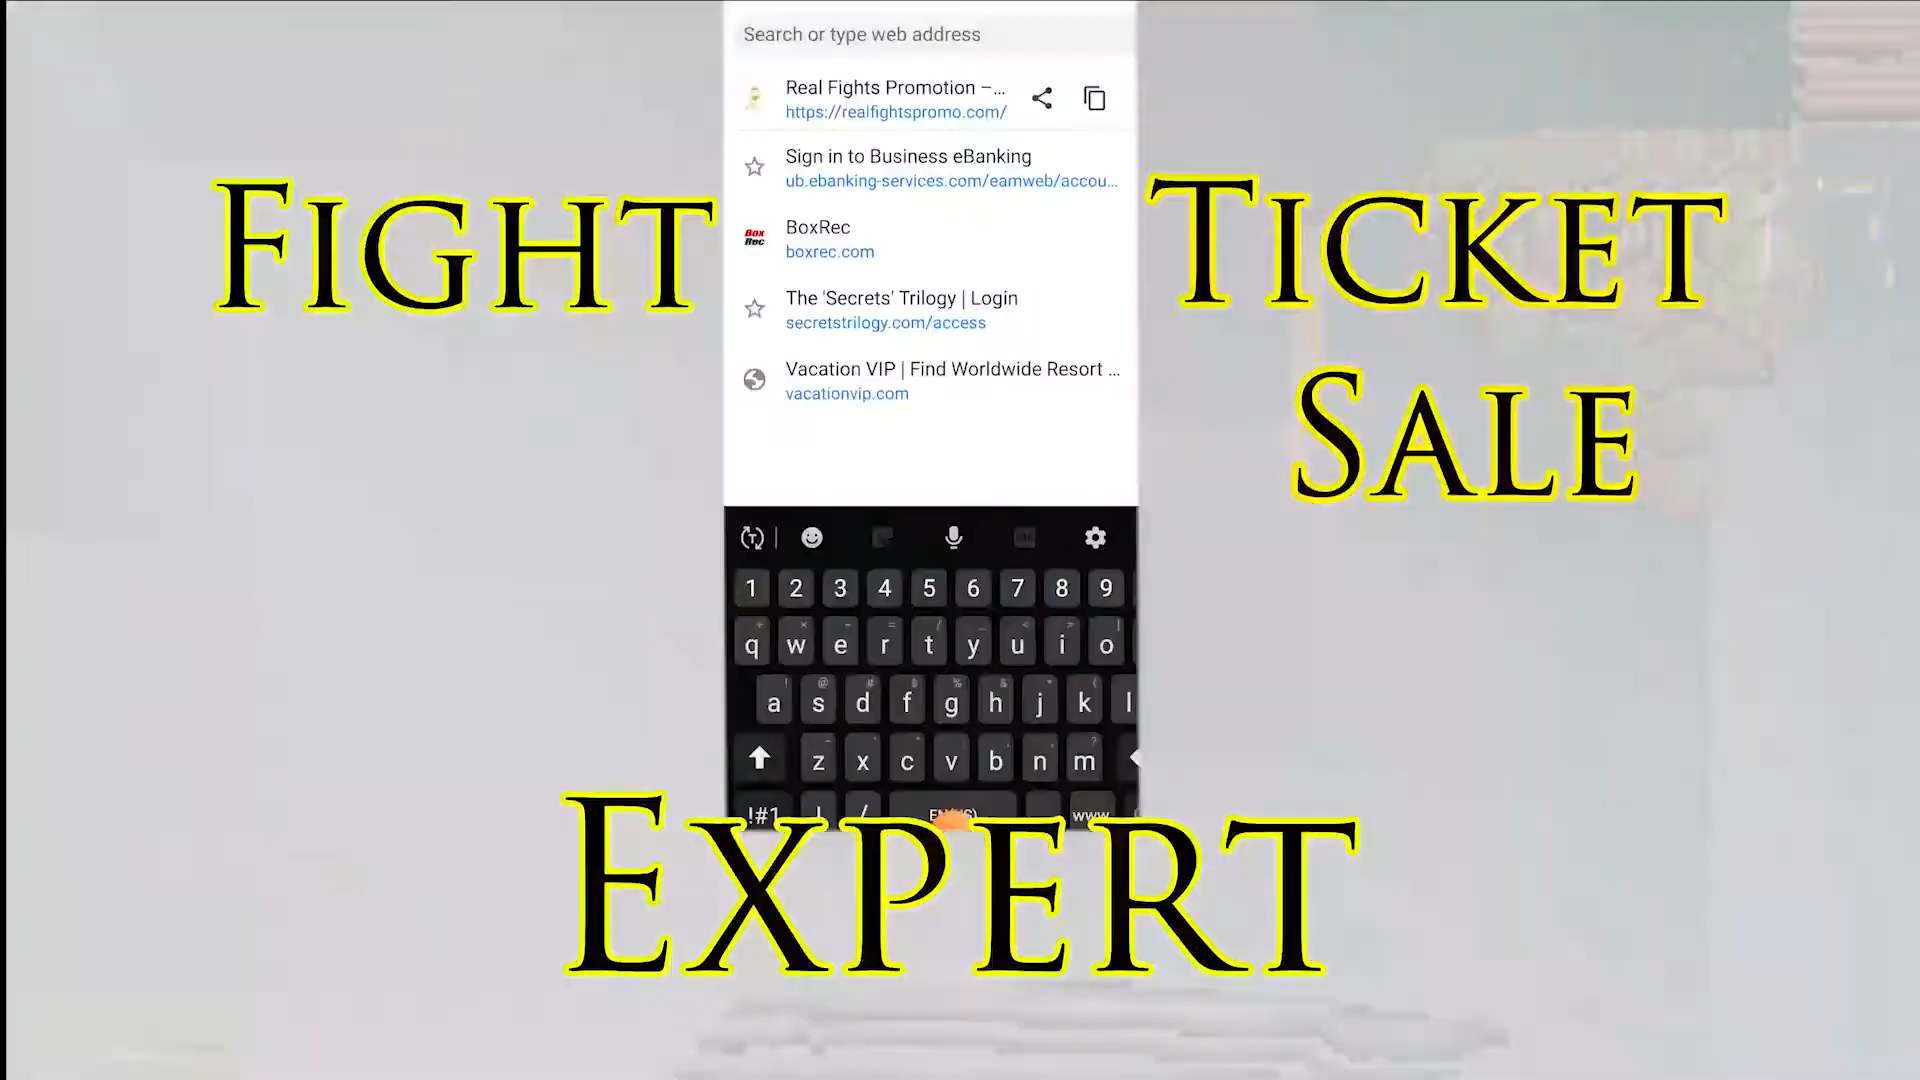 Search or type web address
Real Fights Promotion –...
https://realfightspromo.com/
Sign in to Business eBanking
ub.ebanking-services.com/eamweb/accou...
Box
Rec
BoxRec
boxrec.com
The 'Secrets' Trilogy | Login
secretstrilogy.com/access
Vacation VIP | Find Worldwide Resort ...
vacationvip.com
FIGHT
TICKET
SALE
1 2 3 4 5 6 7 8 9
q w e r t y u i o
a s d f g h j k l
z x c v b n m
!#1 / www.
EXPERT